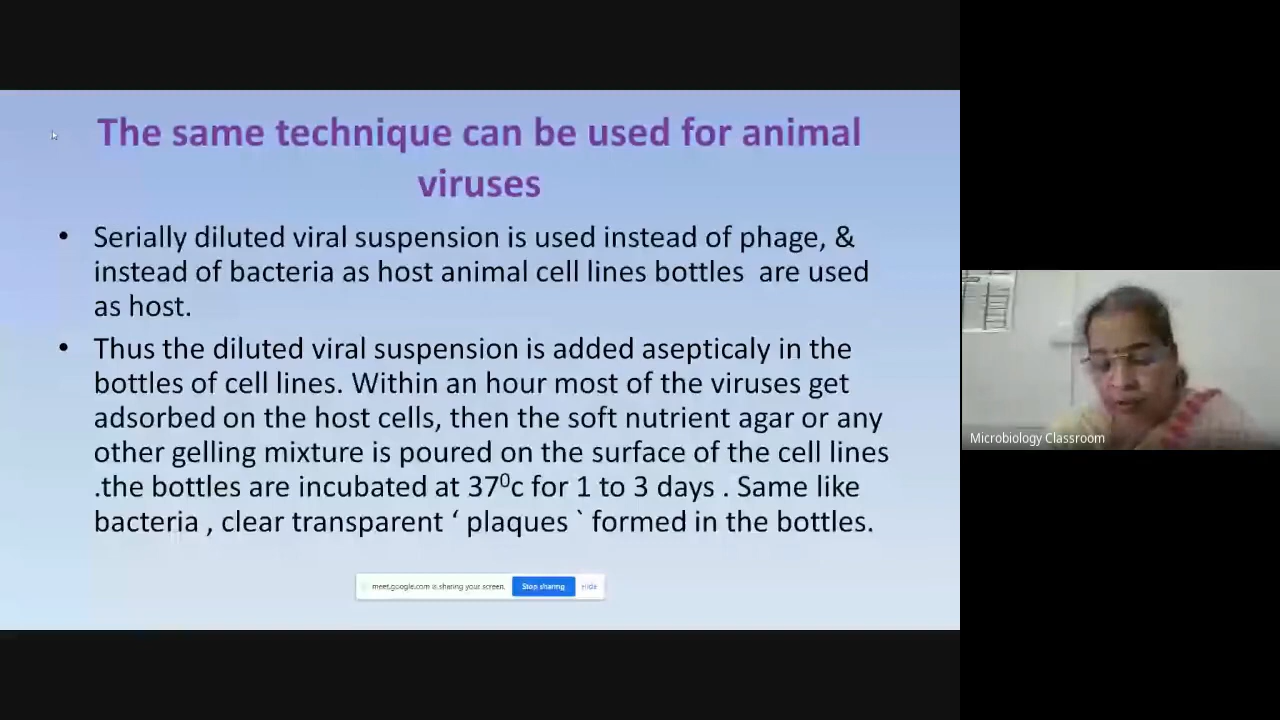 The same technique can be used for animal
viruses
• Serially diluted viral suspension is used instead of phage, &
instead of bacteria as host animal cell lines bottles are used
as host.
• Thus the diluted viral suspension is added asepticaly in the
bottles of cell lines. Within an hour most of the viruses get
adsorbed on the host cells, then the soft nutrient agar or any
other gelling mixture is poured on the surface of the cell lines
.the bottles are incubated at 37⁰c for 1 to 3 days . Same like
bacteria , clear transparent ‘ plaques ` formed in the bottles.
meet.google.com is sharing your screen. Stop sharing Hide
Microbiology Classroom